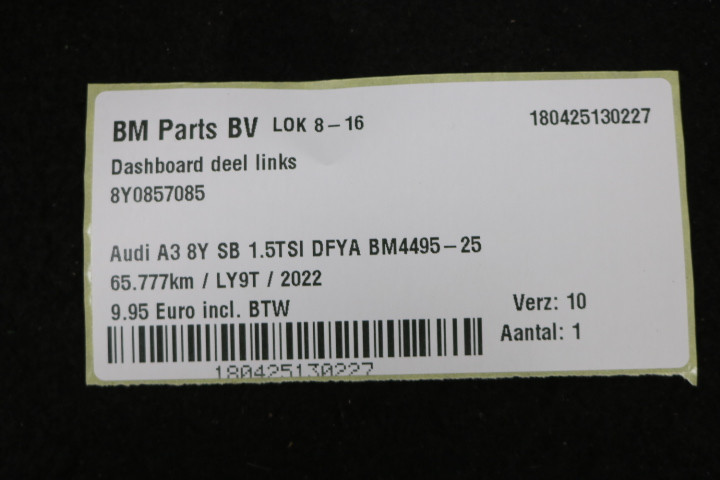 BM Parts BV LOK 8-16 180425130227
Dashboard deel links
8Y0857085
Audi A3 8Y SB 1.5TSI DFYA BM4495-25
65.777km / LY9T / 2022
9.95 Euro incl. BTW Verz: 10
Aantal: 1
180425130227